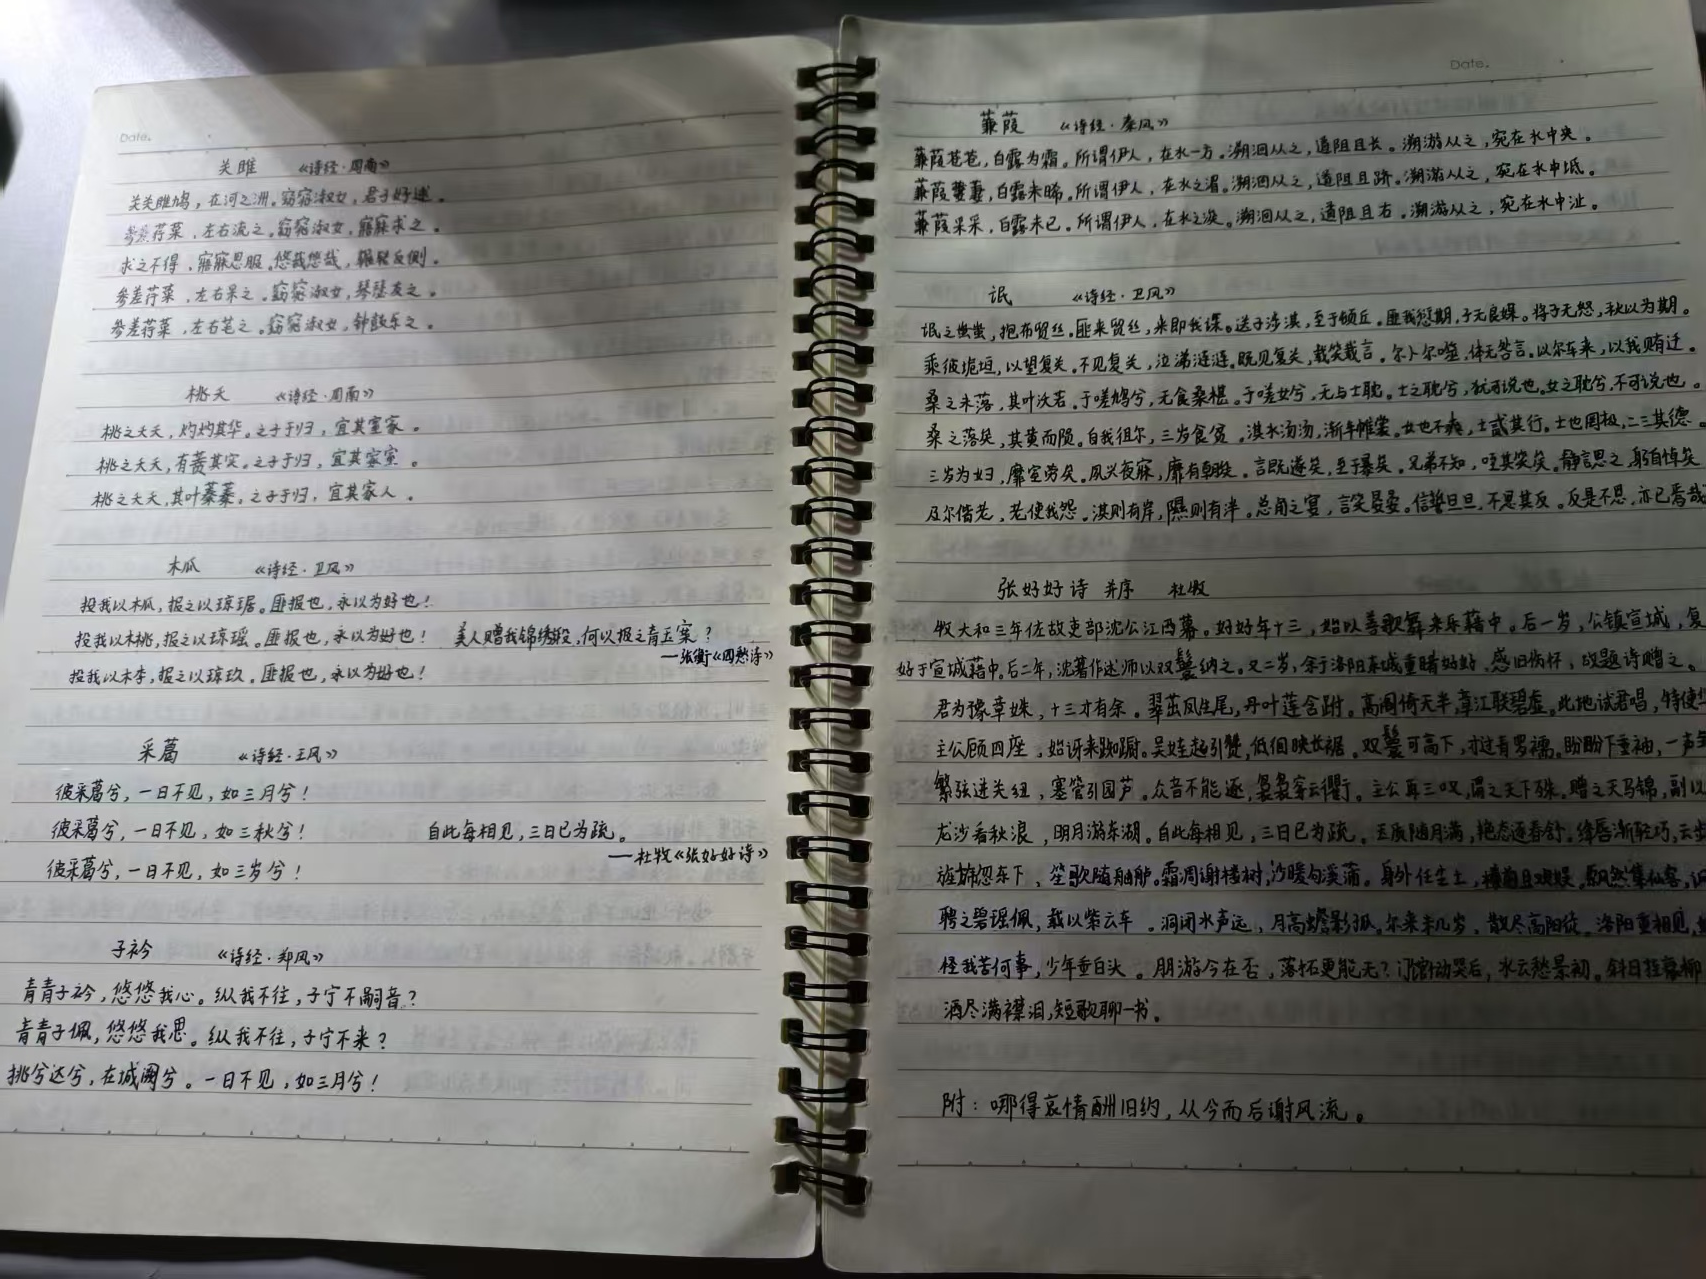 Date.
关雎 《诗经·周南》
关关雎鸠，在河之洲。窈窕淑女，君子好逑。
参差荇菜，左右流之。窈窕淑女，寤寐求之。
求之不得，寤寐思服。悠哉悠哉，辗转反侧。
参差荇菜，左右采之。窈窕淑女，琴瑟友之。
参差荇菜，左右芼之。窈窕淑女，钟鼓乐之。
桃夭 《诗经·周南》
桃之夭夭，灼灼其华。之子于归，宜其室家。
桃之夭夭，有蕡其实。之子于归，宜其家室。
桃之夭夭，其叶蓁蓁。之子于归，宜其家人。
木瓜 《诗经·卫风》
投我以木瓜，报之以琼琚。匪报也，永以为好也！
投我以木桃，报之以琼瑶。匪报也，永以为好也！ 美人赠我锦绣段，何以报之青玉案？
——张衡《四愁诗》
投我以木李，报之以琼玖。匪报也，永以为好也！
采葛 《诗经·王风》
彼采葛兮，一日不见，如三月兮！
彼采葛兮，一日不见，如三秋兮！ 自此每相见，三日已为疏。
——杜牧《张好好诗》
彼采葛兮，一日不见，如三岁兮！
子衿 《诗经·郑风》
青青子衿，悠悠我心。纵我不往，子宁不嗣音？
青青子佩，悠悠我思。纵我不往，子宁不来？
挑兮达兮，在城阙兮。一日不见，如三月兮！
Date.
蒹葭 《诗经·秦风》
蒹葭苍苍，白露为霜。所谓伊人，在水一方。溯洄从之，道阻且长。溯游从之，宛在水中央。
蒹葭萋萋，白露未晞。所谓伊人，在水之湄。溯洄从之，道阻且跻。溯游从之，宛在水中坻。
蒹葭采采，白露未已。所谓伊人，在水之涘。溯洄从之，道阻且右。溯游从之，宛在水中沚。
氓 《诗经·卫风》
氓之蚩蚩，抱布贸丝。匪来贸丝，来即我谋。送子涉淇，至于顿丘。匪我愆期，子无良媒。将子无怒，秋以为期。
乘彼垝垣，以望复关。不见复关，泣涕涟涟。既见复关，载笑载言。尔卜尔噬，体无咎言。以尔车来，以我贿迁。
桑之未落，其叶沃若。于嗟鸠兮，无食桑椹。于嗟女兮，无与士耽。士之耽兮，犹可说也。女之耽兮，不可说也。
桑之落矣，其黄而陨。自我徂尔，三岁食贫。淇水汤汤，渐车帷裳。女也不爽，士贰其行。士也罔极，二三其德。
三岁为妇，靡室劳矣。夙兴夜寐，靡有朝矣。言既遂矣，至于暴矣。兄弟不知，咥其笑矣。静言思之，躬自悼矣
及尔偕老，老使我怨。淇则有岸，隰则有泮。总角之宴，言笑晏晏。信誓旦旦，不思其反。反是不思，亦已焉哉
张好好诗 并序 杜牧
牧大和三年佐故吏部沈公江西幕。好好年十三，始以善歌舞来乐藉中。后一岁，公镇宣城，复
好于宣城藉中。后二年，沈著作述师以双鬟纳之。又二岁，余于洛阳东城重睹好好，感旧伤怀，故题诗赠之。
君为豫章姝，十三才有余。翠茁凤生尾，丹叶莲含跗。高阁倚天半，章江联碧虚。此地试君唱，特使华
主公顾四座，始讶来踟蹰。吴娃起引赞，低徊映长裾。双鬟可高下，才过青罗襦。盼盼下垂袖，一声
繁弦迸关纽，塞管引圆芦。众音不能逐，袅袅穿云衢。主公再三叹，谓之天下殊。赠之天马锦，副以
龙沙看秋浪，明月游东湖。自此每相见，三日已为疏。玉质随月满，艳态逐春舒。绛唇渐轻巧，云步
旌旆忽东下，笙歌随舳舻。霜凋谢楼树，沙暖句溪蒲。身外任尘土，樽前且欢娱。飘然集仙客，
聘之碧瑶佩，载以紫云车。洞闭水声远，月高蟾影孤。尔来未几岁，散尽高阳徒。洛阳重相见，
怪我苦何事，少年垂白头。朋游今在否，落拓更能无？门馆恸哭后，水云愁景初。斜日挂衰柳
洒尽满襟泪，短歌聊一书。
附：哪得哀情酬旧约，从今而后谢风流。